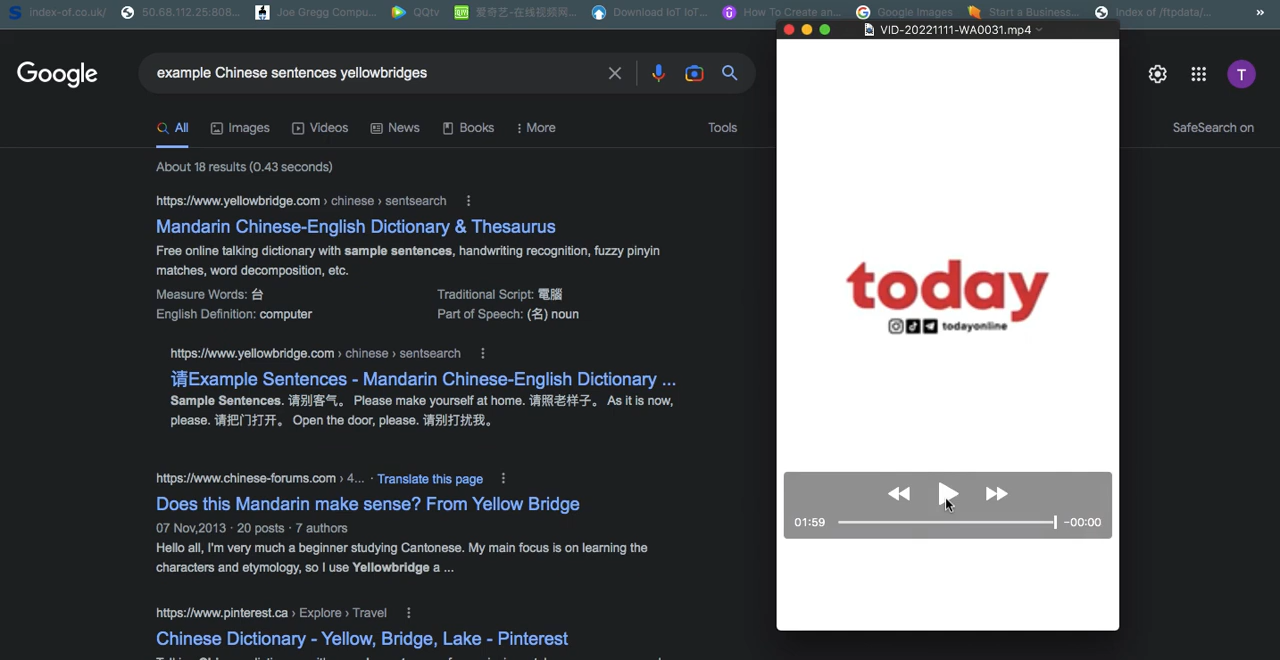 index-of.co.uk/
50.68.112.25:808...
Joe Gregg Compu...
QQtv
爱奇艺-在线视频网...
Download IoT IoT...
How To Create an...
Google Images
Start a Business...
Index of /ftpdata/...
»
VID-20221111-WA0031.mp4
Google
example Chinese sentences yellowbridges
T
All
Images
Videos
News
Books
More
Tools
SafeSearch on
About 18 results (0.43 seconds)
https://www.yellowbridge.com › chinese › sentsearch
Mandarin Chinese-English Dictionary & Thesaurus
Free online talking dictionary with sample sentences, handwriting recognition, fuzzy pinyin
matches, word decomposition, etc.
Measure Words: 台
Traditional Script: 電腦
English Definition: computer
Part of Speech: (名) noun
https://www.yellowbridge.com › chinese › sentsearch
请Example Sentences - Mandarin Chinese-English Dictionary ...
Sample Sentences. 请别客气。 Please make yourself at home. 请照老样子。 As it is now,
please. 请把门打开。 Open the door, please. 请别打扰我。
https://www.chinese-forums.com › 4... · Translate this page
Does this Mandarin make sense? From Yellow Bridge
07 Nov,2013 · 20 posts · 7 authors
Hello all, I'm very much a beginner studying Cantonese. My main focus is on learning the
characters and etymology, so I use Yellowbridge a ...
https://www.pinterest.ca › Explore › Travel
Chinese Dictionary - Yellow, Bridge, Lake - Pinterest
today
todayonline
01:59
-00:00